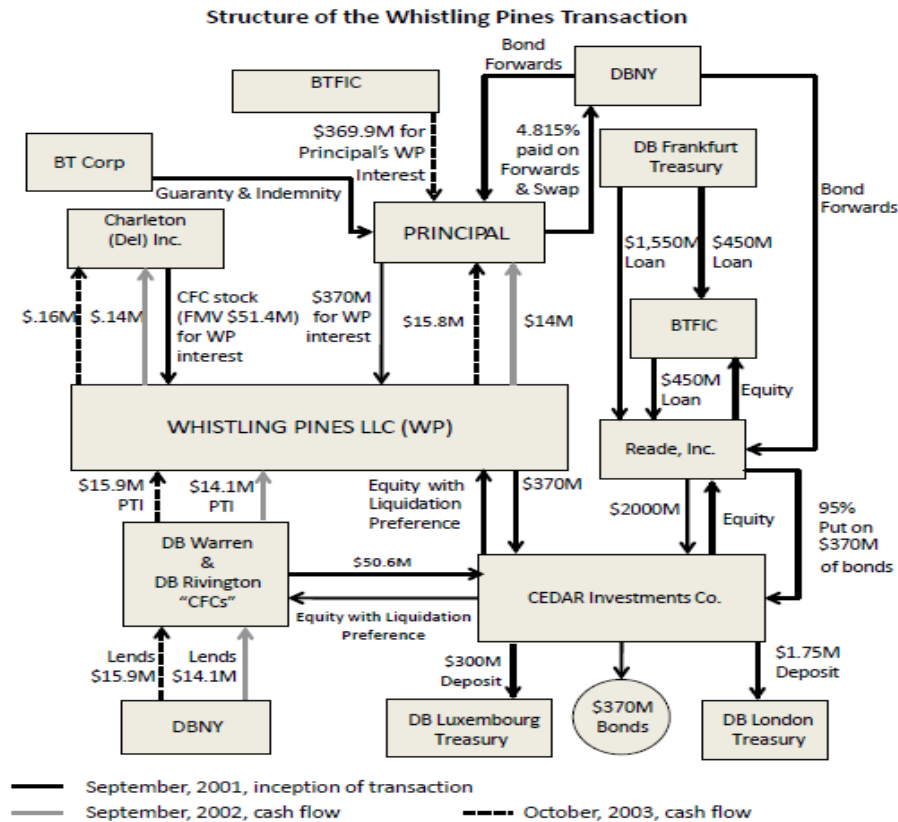 Structure of the Whistling Pines Transaction
BTFIC
Bond
Forwards
DBNY
$369.9M for
Principal's WP
Interest
4.815%
paid on
Forwards
& Swap
DB Frankfurt
Treasury
BT Corp
Guaranty & Indemnity
Bond
Forwards
Charleton
(Del) Inc.
PRINCIPAL
$1,550M
Loan
$450M
Loan
$.16M
$.14M
CFC stock
(FMV $51.4M)
for WP
interest
$370M
for WP
interest
$15.8M
$14M
BTFIC
$450M
Loan
Equity
WHISTLING PINES LLC (WP)
Reade, Inc.
$15.9M
PTI
$14.1M
PTI
Equity with
Liquidation
Preference
$370M
$2000M
Equity
95%
Put on
$370M
of bonds
DB Warren
&
DB Rivington
"CFCs"
$50.6M
CEDAR Investments Co.
Equity with Liquidation
Preference
Lends
$15.9M
Lends
$14.1M
$300M
Deposit
$1.75M
Deposit
DBNY
DB Luxembourg
Treasury
$370M
Bonds
DB London
Treasury
September, 2001, inception of transaction
September, 2002, cash flow
October, 2003, cash flow